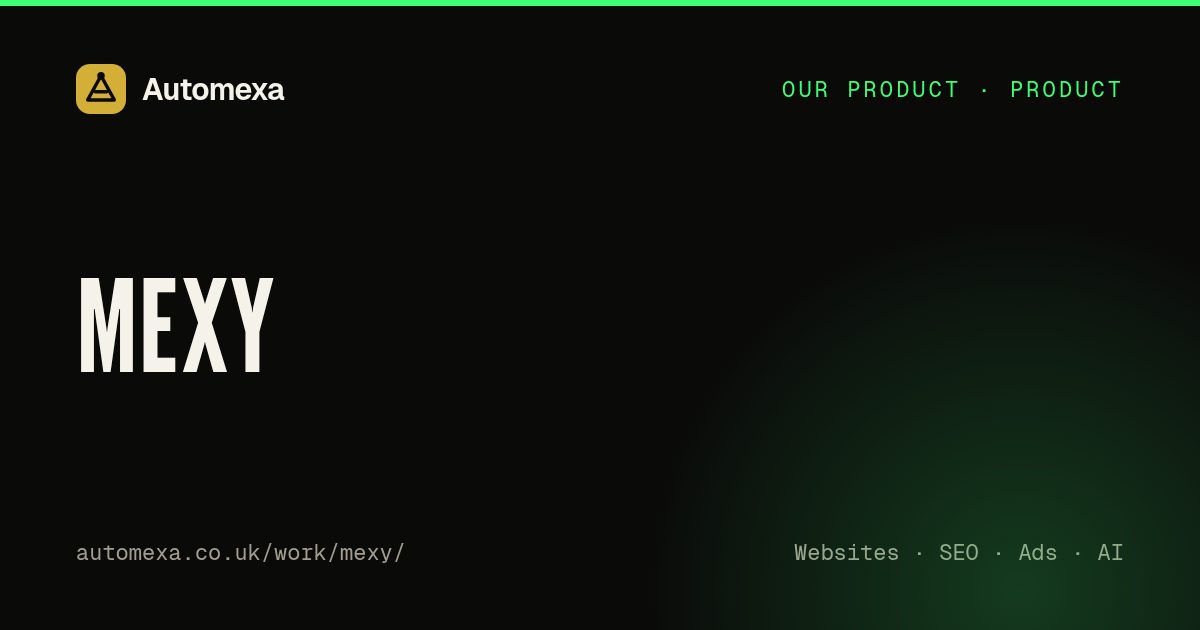 Automexa
OUR PRODUCT · PRODUCT
MEXY
automexa.co.uk/work/mexy/
Websites · SEO · Ads · AI